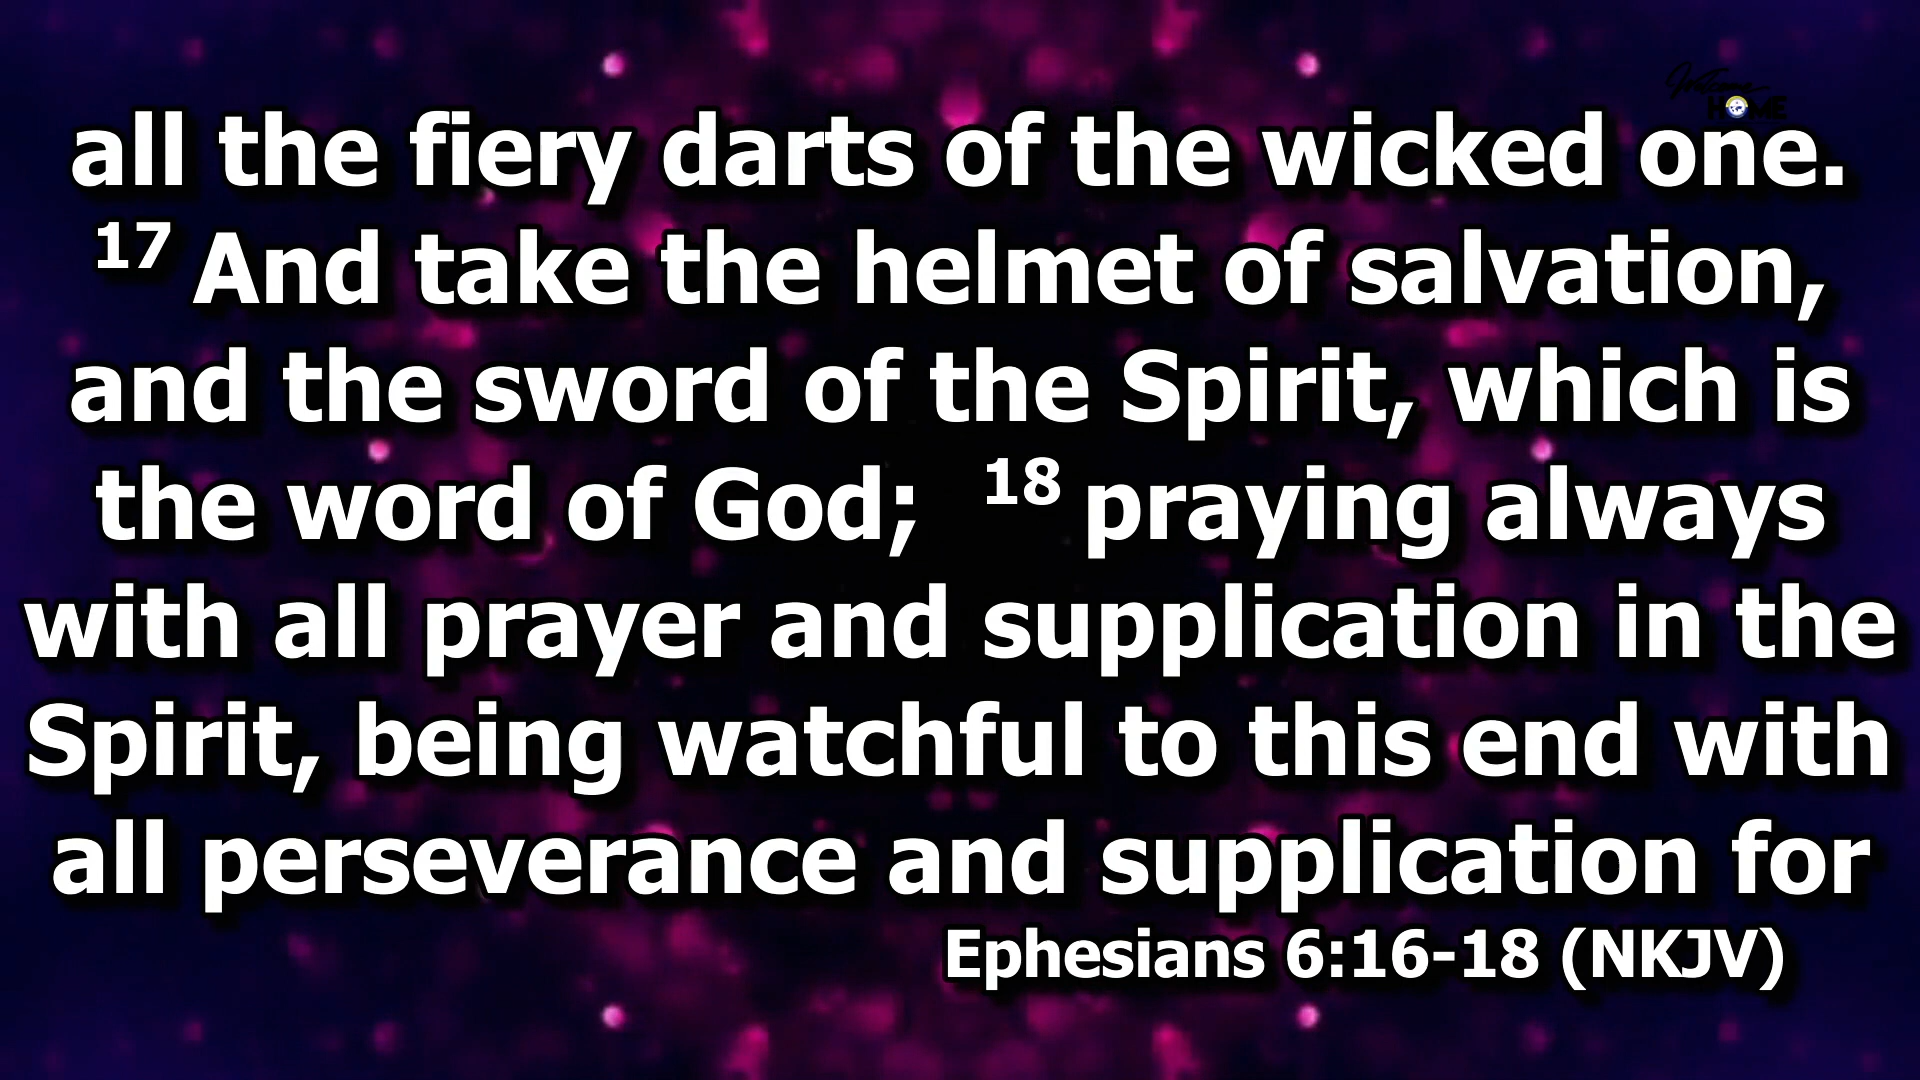 HOME
all the fiery darts of the wicked one.
17 And take the helmet of salvation,
and the sword of the Spirit, which is
the word of God; 18 praying always
with all prayer and supplication in the
Spirit, being watchful to this end with
all perseverance and supplication for
Ephesians 6:16-18 (NKJV)